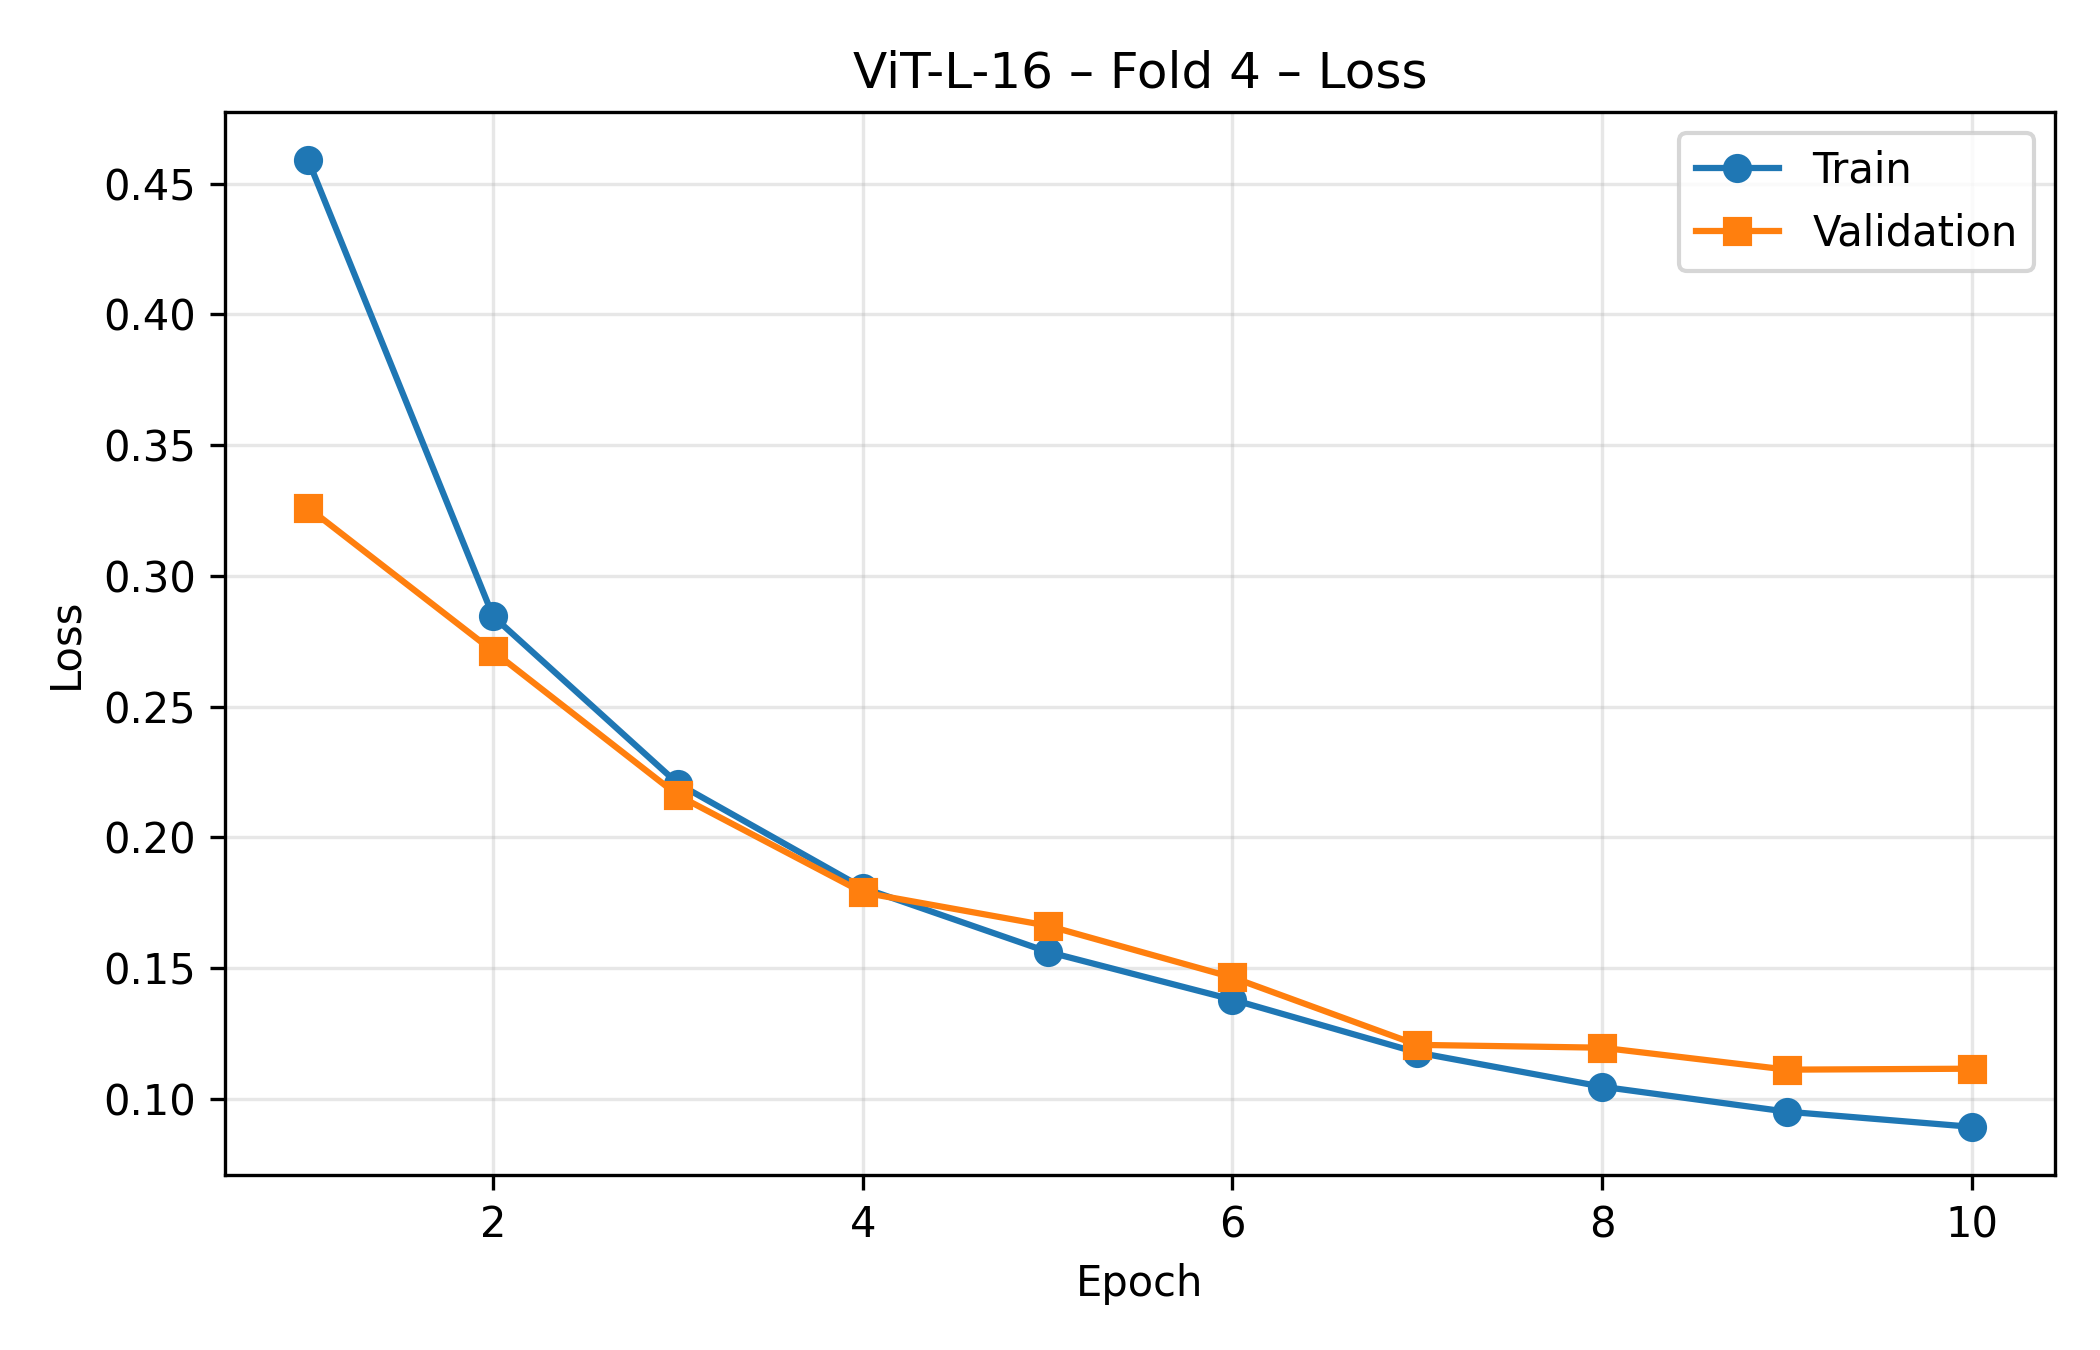 ViT-L-16 – Fold 4 – Loss
Train
Validation
0.45
0.40
0.35
0.30
0.25
0.20
0.15
0.10
Loss
2 4 6 8 10
Epoch